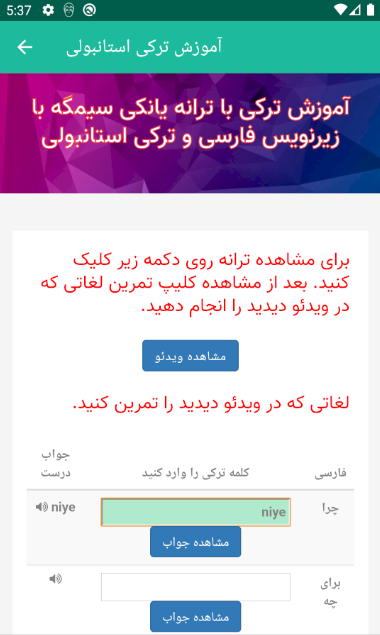 5:37
آموزش ترکی استانبولی
آموزش ترکی با ترانه یانکی سیمگه با
زیرنویس فارسی و ترکی استانبولی
برای مشاهده ترانه روی دکمه زیر کلیک
کنید. بعد از مشاهده کلیپ تمرین لغاتی که
در ویدئو دیدید را انجام دهید.
مشاهده ویدئو
لغاتی که در ویدئو دیدید را تمرین کنید.
فارسی
کلمه ترکی را وارد کنید
جواب
درست
چرا
niye
مشاهده جواب
niye
برای
چه
مشاهده جواب